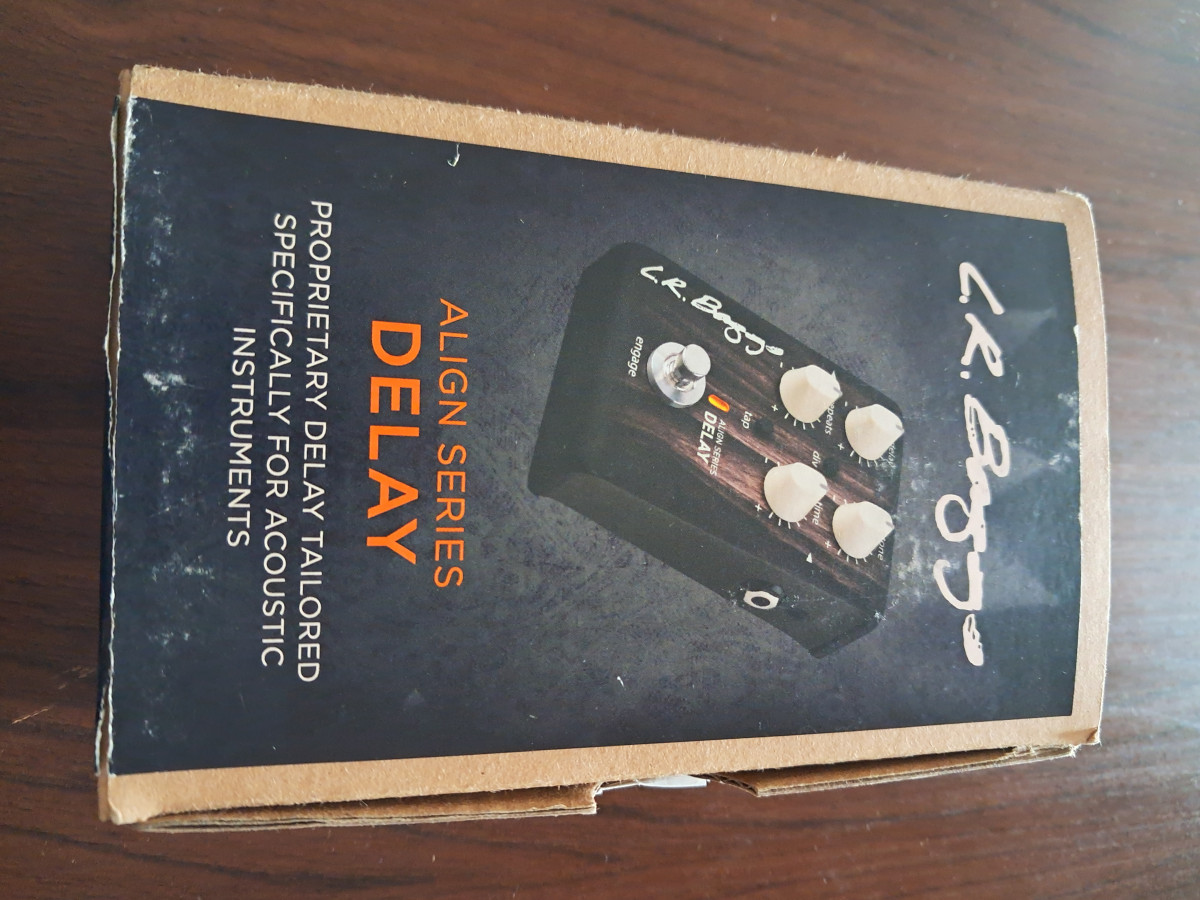 L.R. Baggs
L.R. Baggs
repeats
tap
div
time
+
+
+
+
ALIGN SERIES
DELAY
engage
ALIGN SERIES
DELAY
PROPRIETARY DELAY TAILORED
SPECIFICALLY FOR ACOUSTIC
INSTRUMENTS